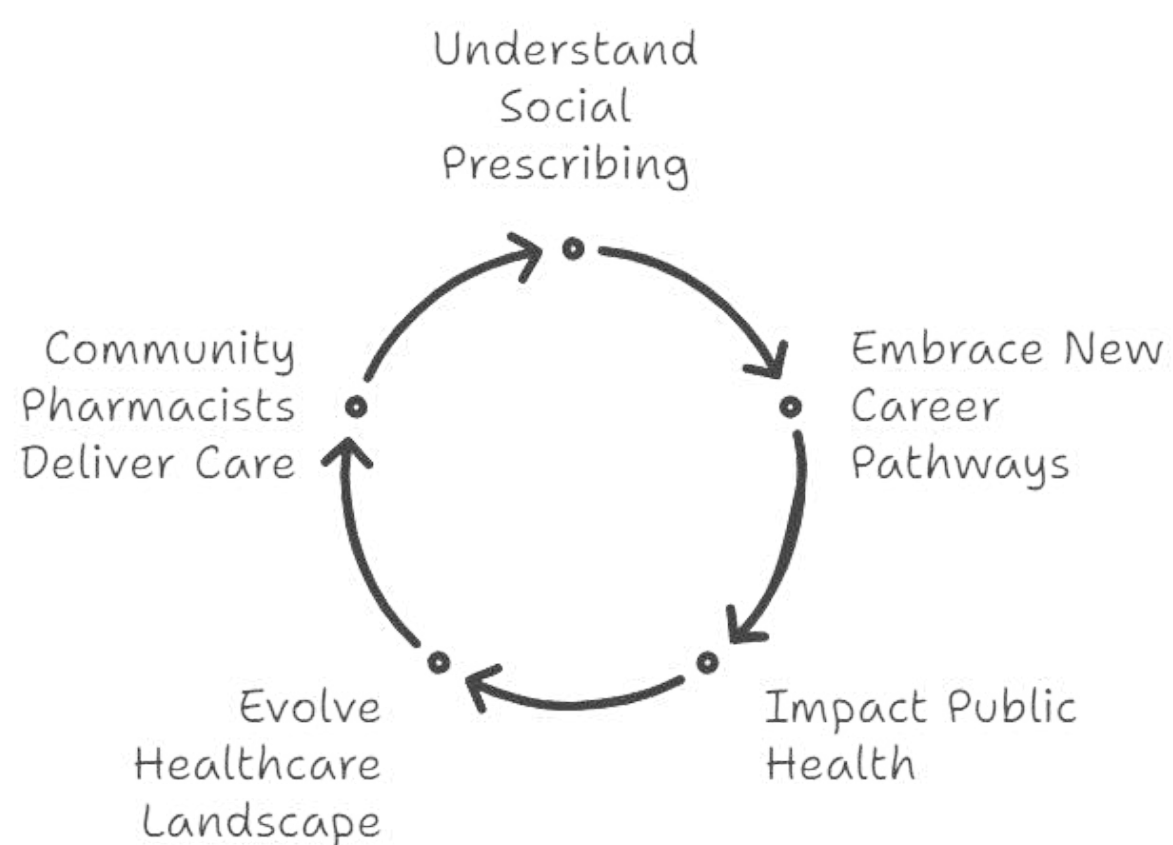 Understand
Social
Prescribing
Embrace New
Career
Pathways
Impact Public
Health
Evolve
Healthcare
Landscape
Community
Pharmacists
Deliver Care